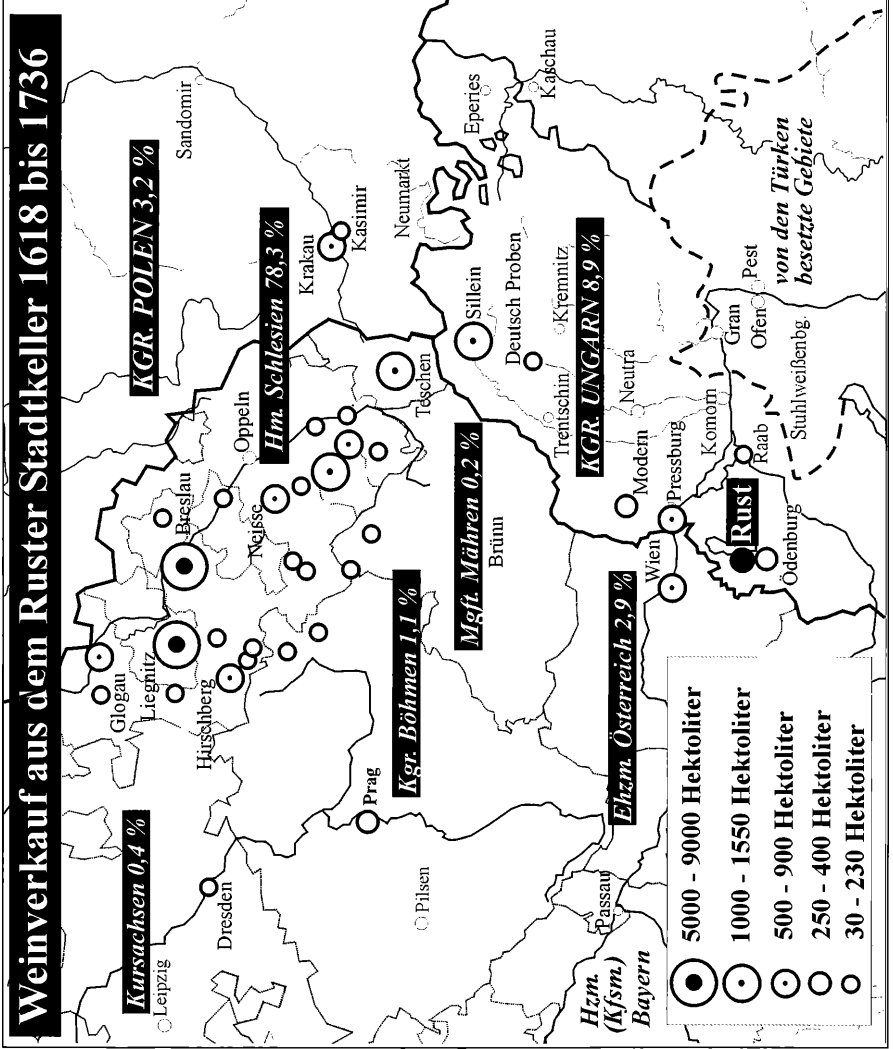 Weinverkauf aus dem Ruster Stadtkeller 1618 bis 1736
Kursachsen 0,4 %
KGR. POLEN 3,2 %
Sandomir
Leipzig
Dresden
Glogau
Liegnitz
Hirschberg
Breslau
Oppeln
Neisse
Hm. Schlesien 78,3 %
Krakau
Kasimir
Neumarkt
Teschen
Prag
Pilsen
Kgr. Böhmen 1,1 %
Mgft. Mähren 0,2 %
Brünn
Sillein
Deutsch Proben
Kremnitz
Trentschin
Neutra
KGR. UNGARN 8,9 %
Eperies
Kaschau
Hzm.
(Kfsm.)
Bayern
Passau
Ehzm. Österreich 2,9 %
Wien
Modern
Pressburg
Komorn
Raab
Rust
Ödenburg
Gran
Ofen
Pest
Stuhlweißenbg.
von den Türken
besetzte Gebiete
5000 - 9000 Hektoliter
1000 - 1550 Hektoliter
500 - 900 Hektoliter
250 - 400 Hektoliter
30 - 230 Hektoliter